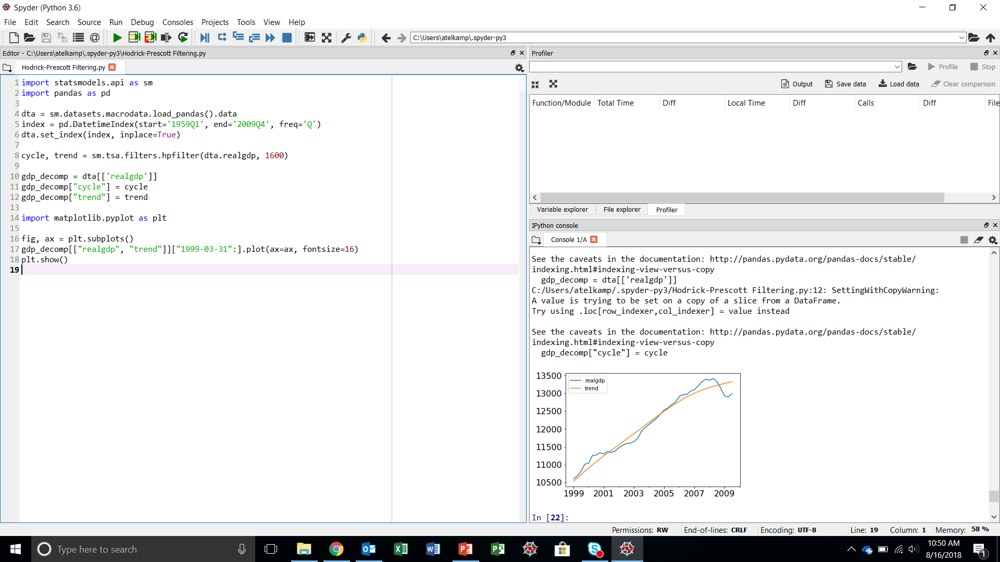 Spyder (Python 3.6)
File Edit Search Source Run Debug Consoles Projects Tools View Help
C:\Users\atelkamp\.spyder-py3
Editor - C:\Users\atelkamp\.spyder-py3\Hodrick-Prescott Filtering.py
Hodrick-Prescott Filtering.py
1 import statsmodels.api as sm
2 import pandas as pd
3
4 dta = sm.datasets.macrodata.load_pandas().data
5 index = pd.DatetimeIndex(start='1959Q1', end='2009Q4', freq='Q')
6 dta.set_index(index, inplace=True)
7
8 cycle, trend = sm.tsa.filters.hpfilter(dta.realgdp, 1600)
9
10 gdp_decomp = dta[['realgdp']]
11 gdp_decomp["cycle"] = cycle
12 gdp_decomp["trend"] = trend
13
14 import matplotlib.pyplot as plt
15
16 fig, ax = plt.subplots()
17 gdp_decomp[["realgdp", "trend"]]["1999-03-31":].plot(ax=ax, fontsize=16)
18 plt.show()
19
Profiler
Profile Stop
Output Save data Load data Clear comparison
Function/Module Total Time Diff Local Time Diff Calls Diff File
Variable explorer File explorer Profiler
IPython console
Console 1/A
See the caveats in the documentation: http://pandas.pydata.org/pandas-docs/stable/
indexing.html#indexing-view-versus-copy
gdp_decomp = dta[['realgdp']]
C:/Users/atelkamp/.spyder-py3/Hodrick-Prescott Filtering.py:12: SettingWithCopyWarning:
A value is trying to be set on a copy of a slice from a DataFrame.
Try using .loc[row_indexer,col_indexer] = value instead
See the caveats in the documentation: http://pandas.pydata.org/pandas-docs/stable/
indexing.html#indexing-view-versus-copy
gdp_decomp["cycle"] = cycle
realgdp
trend
13500
13000
12500
12000
11500
11000
10500
1999 2001 2003 2005 2007 2009
In [22]:
Permissions: RW End-of-lines: CRLF Encoding: UTF-8 Line: 19 Column: 1 Memory: 58 %
Type here to search
10:50 AM
8/16/2018
1